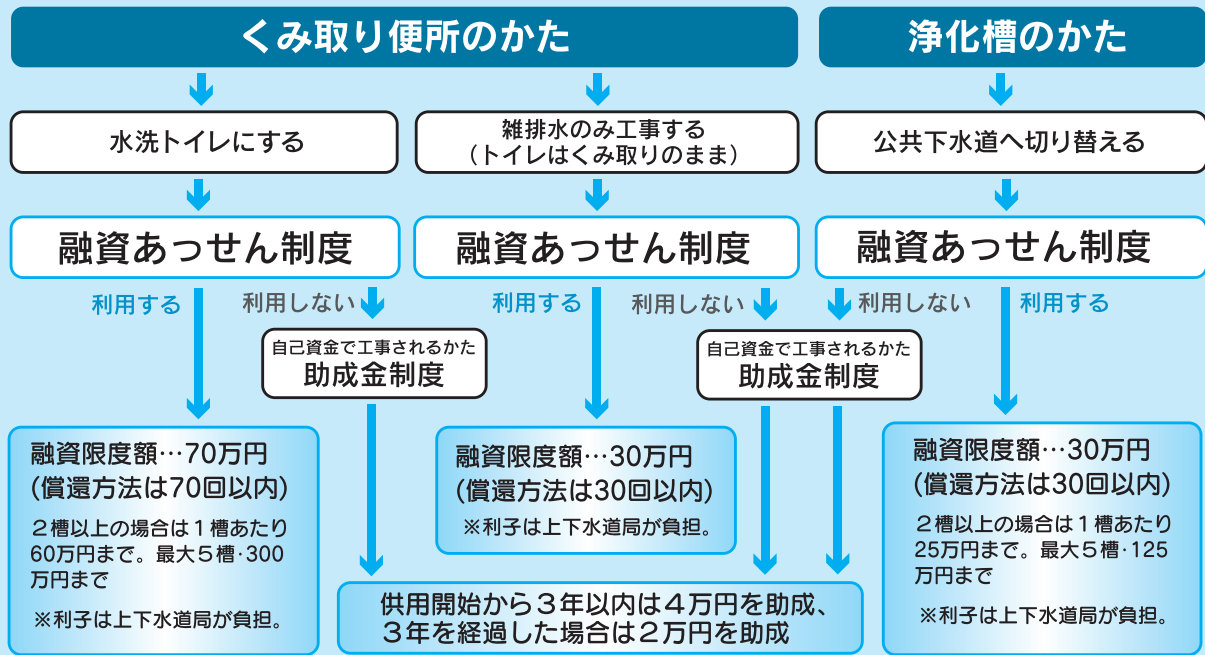 くみ取り便所のかた
浄化槽のかた
水洗トイレにする
雑排水のみ工事する
(トイレはくみ取りのまま)
公共下水道へ切り替える
融資あっせん制度
融資あっせん制度
融資あっせん制度
利用する
利用しない
利用する
利用しない
利用しない
利用する
自己資金で工事されるかた
助成金制度
自己資金で工事されるかた
助成金制度
融資限度額…70万円
(償還方法は70回以内)
2槽以上の場合は1槽あたり
60万円まで。最大5槽・300
万円まで
※利子は上下水道局が負担。
融資限度額…30万円
(償還方法は30回以内)
※利子は上下水道局が負担。
融資限度額…30万円
(償還方法は30回以内)
2槽以上の場合は1槽あたり
25万円まで。最大5槽・125
万円まで
※利子は上下水道局が負担。
供用開始から3年以内は4万円を助成、
3年を経過した場合は2万円を助成